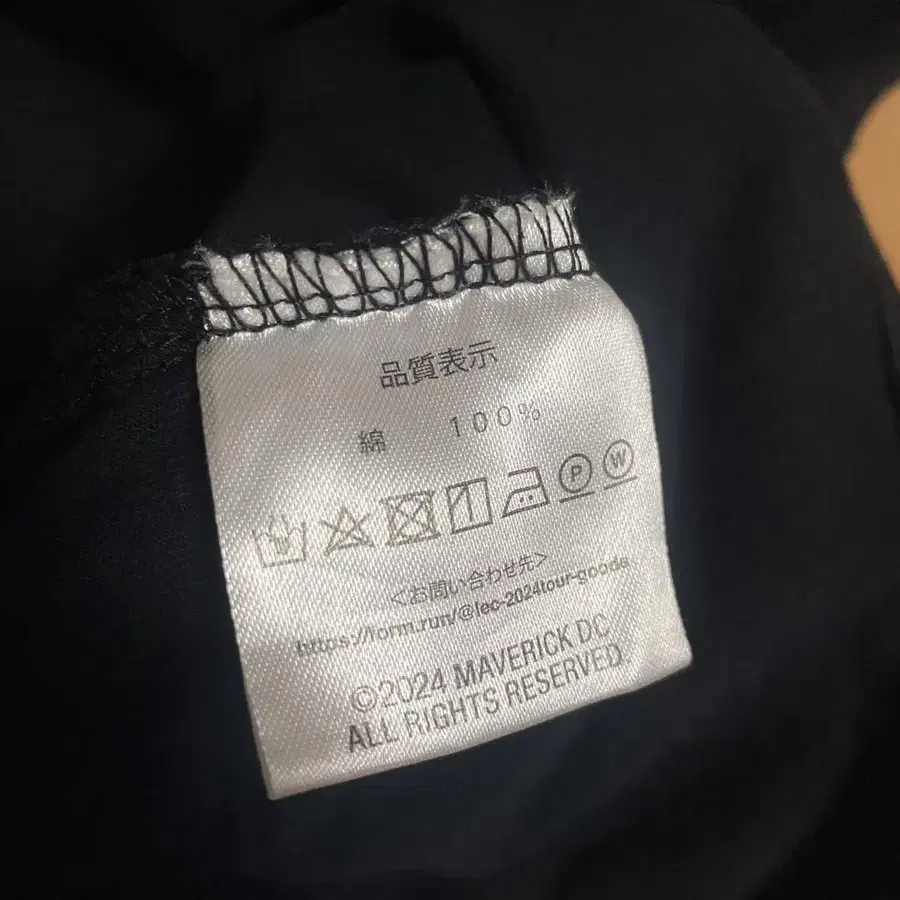 品質表示
綿 100%
P W
<お問い合わせ先>
https://form.run/@lec-2024tour-goods
©2024 MAVERICK DC
ALL RIGHTS RESERVED.